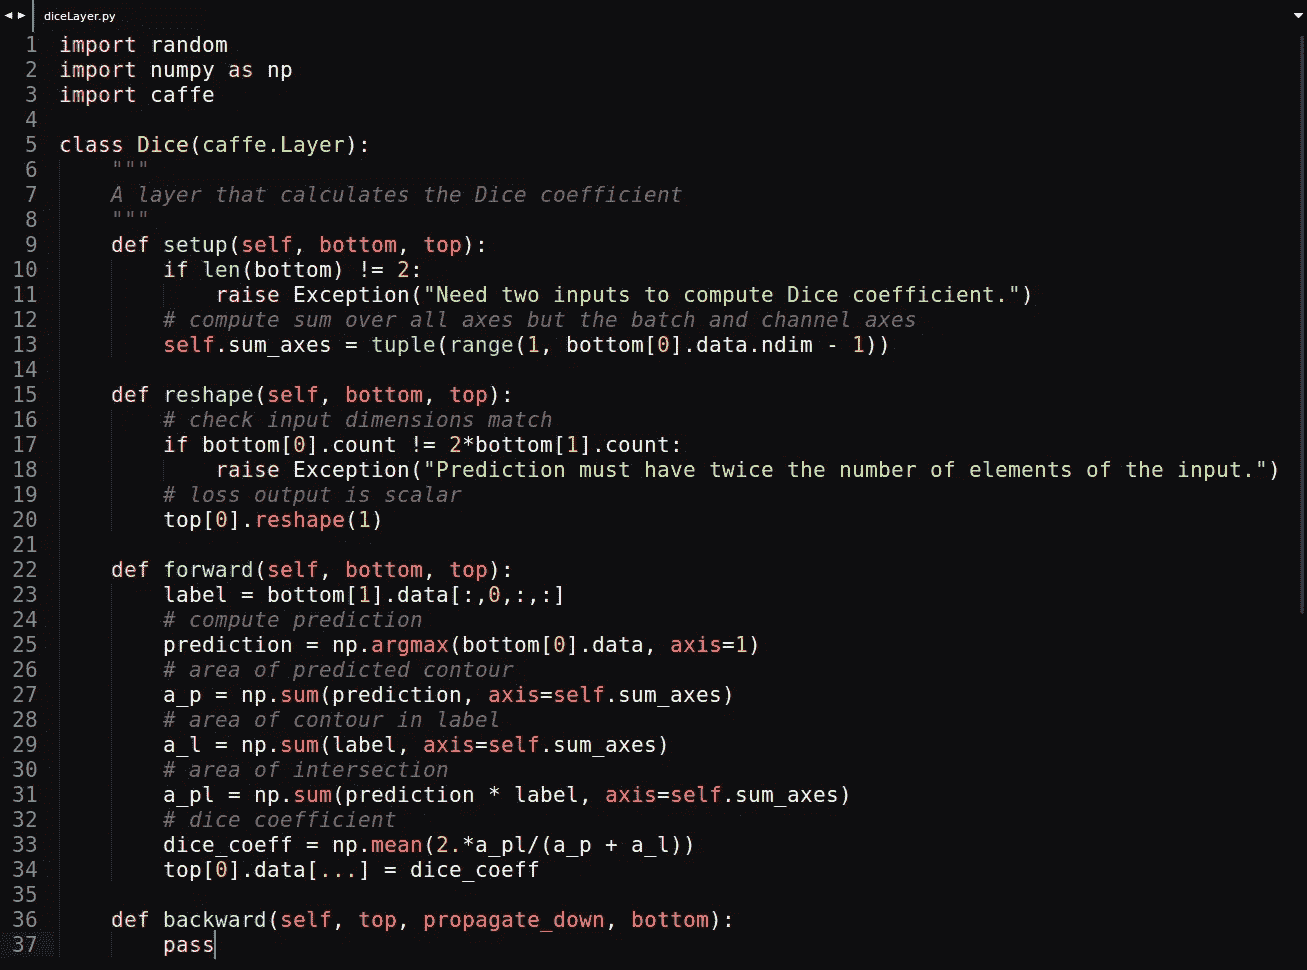 diceLayer.py
1 import random
2 import numpy as np
3 import caffe
4
5 class Dice(caffe.Layer):
6     """
7     A layer that calculates the Dice coefficient
8     """
9     def setup(self, bottom, top):
10         if len(bottom) != 2:
11             raise Exception("Need two inputs to compute Dice coefficient.")
12         # compute sum over all axes but the batch and channel axes
13         self.sum_axes = tuple(range(1, bottom[0].data.ndim - 1))
14
15     def reshape(self, bottom, top):
16         # check input dimensions match
17         if bottom[0].count != 2*bottom[1].count:
18             raise Exception("Prediction must have twice the number of elements of the input.")
19         # loss output is scalar
20         top[0].reshape(1)
21
22     def forward(self, bottom, top):
23         label = bottom[1].data[:,0,:,:]
24         # compute prediction
25         prediction = np.argmax(bottom[0].data, axis=1)
26         # area of predicted contour
27         a_p = np.sum(prediction, axis=self.sum_axes)
28         # area of contour in label
29         a_l = np.sum(label, axis=self.sum_axes)
30         # area of intersection
31         a_pl = np.sum(prediction * label, axis=self.sum_axes)
32         # dice coefficient
33         dice_coeff = np.mean(2.*a_pl/(a_p + a_l))
34         top[0].data[...] = dice_coeff
35
36     def backward(self, top, propagate_down, bottom):
37         pass